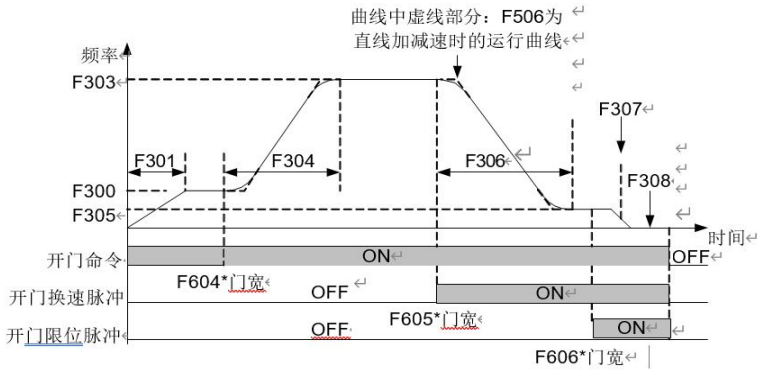 曲线中虚线部分：F506为
直线加减速时的运行曲线
频率
F303
F307
F301
F304
F306
F308
F300
F305
时间
开门命令
ON
OFF
F604*门宽
开门换速脉冲
OFF
ON
F605*门宽
开门限位脉冲
OFF
ON
F606*门宽